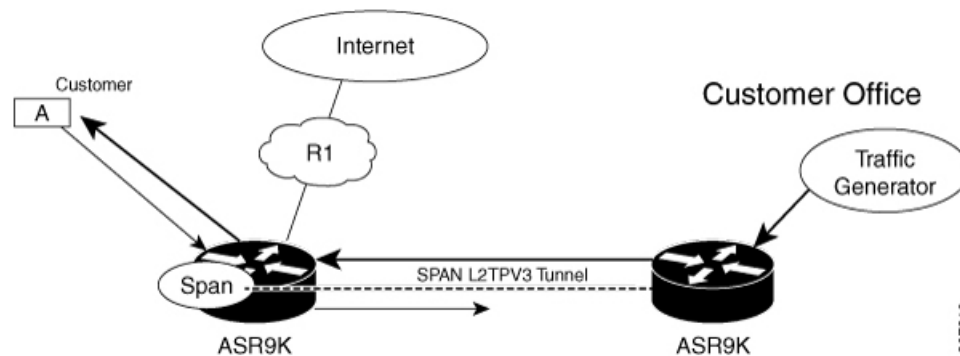 Internet
Customer
A
Customer Office
R1
Traffic
Generator
SPAN L2TPV3 Tunnel
Span
ASR9K
ASR9K